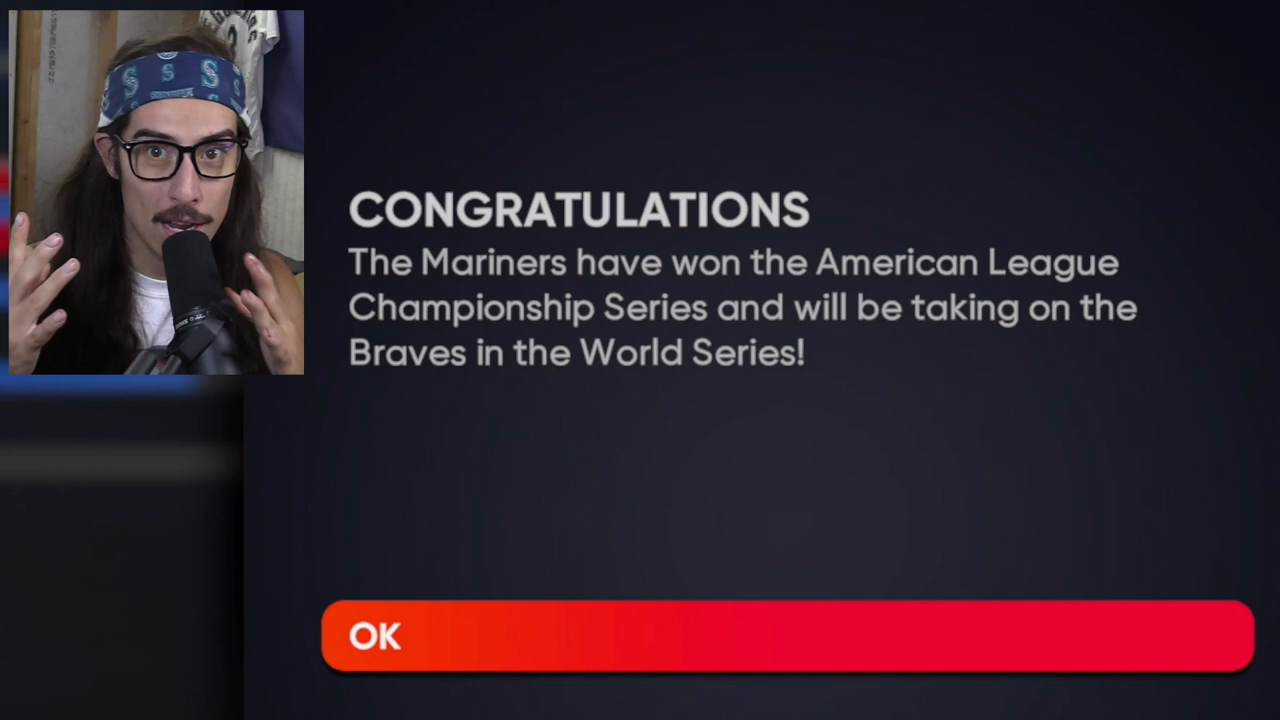 CONGRATULATIONS
The Mariners have won the American League
Championship Series and will be taking on the
Braves in the World Series!
OK